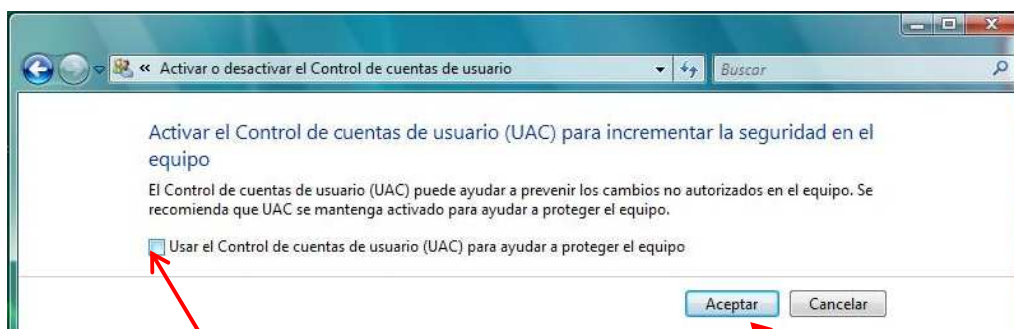 « Activar o desactivar el Control de cuentas de usuario
Buscar
Activar el Control de cuentas de usuario (UAC) para incrementar la seguridad en el
equipo
El Control de cuentas de usuario (UAC) puede ayudar a prevenir los cambios no autorizados en el equipo. Se
recomienda que UAC se mantenga activado para ayudar a proteger el equipo.
Usar el Control de cuentas de usuario (UAC) para ayudar a proteger el equipo
Aceptar Cancelar